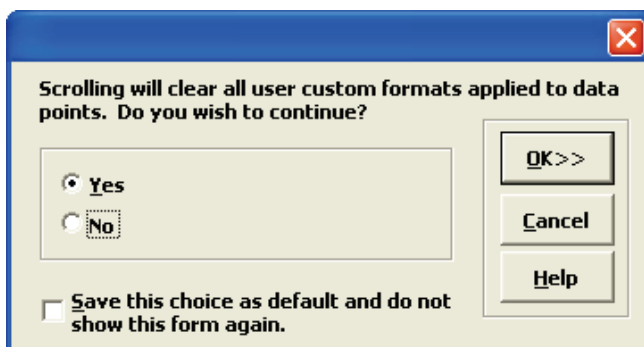 Scrolling will clear all user custom formats applied to data
points. Do you wish to continue?
Yes
No
OK>>
Cancel
Help
Save this choice as default and do not
show this form again.